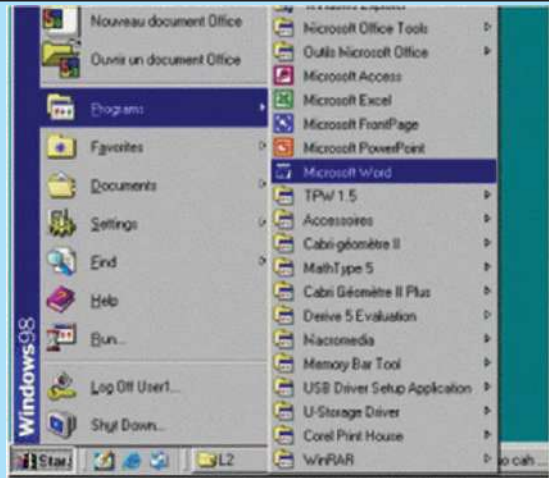 Nouveau document Office
Ouvrir un document Office
Programs
Favorites
Documents
Settings
Find
Help
Run...
Log Off User1...
Shut Down...
Windows98
Start
L2
Windows Explorer
Microsoft Office Tools
Outils Microsoft Office
Microsoft Access
Microsoft Excel
Microsoft FrontPage
Microsoft PowerPoint
Microsoft Word
TPW 1.5
Accessoires
Cabri-géomètre II
MathType 5
Cabri Géomètre II Plus
Derive 5 Evaluation
Macromedia
Memory Bar Tool
USB Driver Setup Application
U-Storage Driver
Corel Print House
WinRAR
cah ...